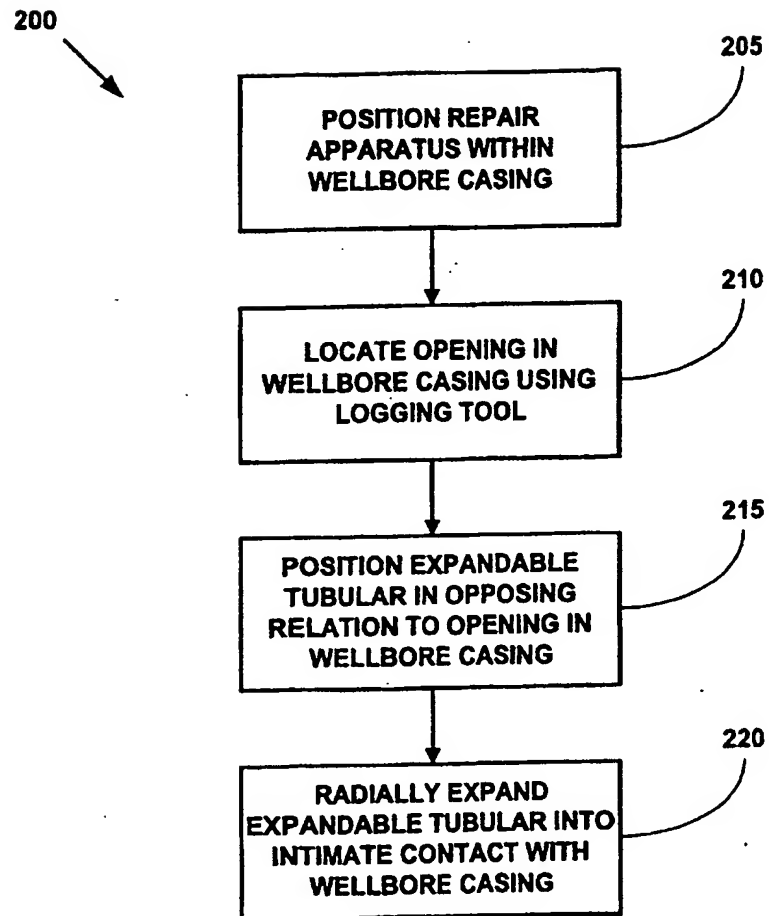 200
205
POSITION REPAIR
APPARATUS WITHIN
WELLBORE CASING
210
LOCATE OPENING IN
WELLBORE CASING USING
LOGGING TOOL
215
POSITION EXPANDABLE
TUBULAR IN OPPOSING
RELATION TO OPENING IN
WELLBORE CASING
220
RADIALLY EXPAND
EXPANDABLE TUBULAR INTO
INTIMATE CONTACT WITH
WELLBORE CASING